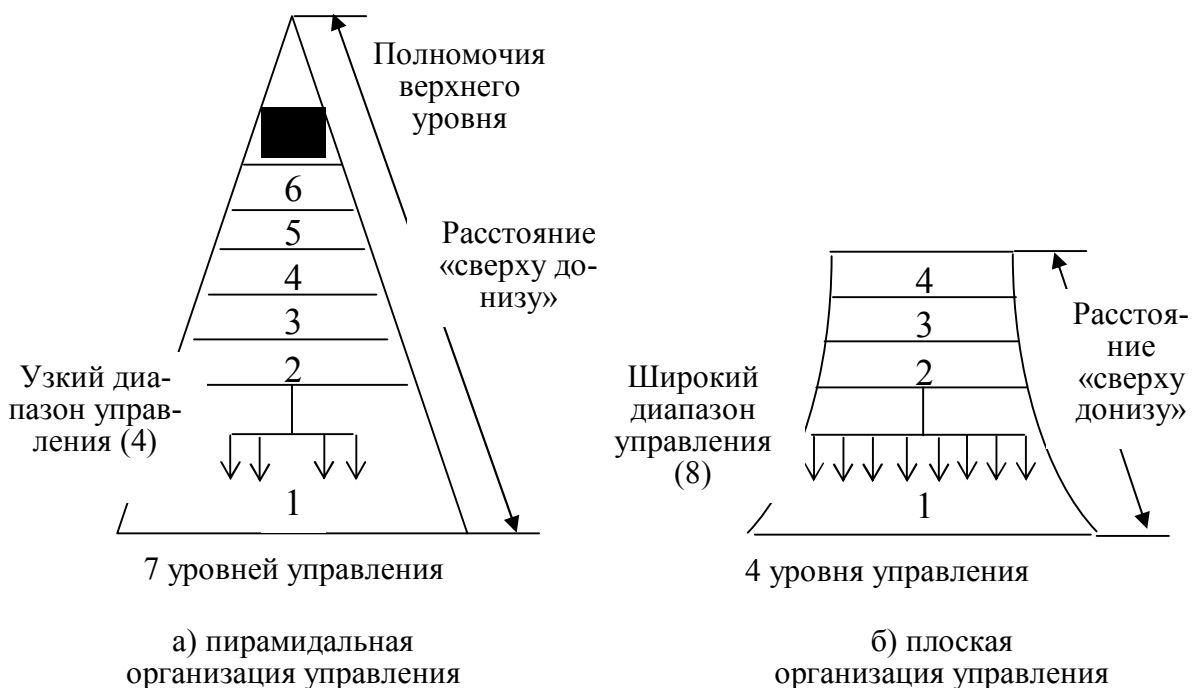 Полномочия
верхнего
уровня
6
5
4
3
2
1
Расстояние
«сверху до-
низу»
Узкий диа-
пазон управ-
ления (4)
7 уровней управления
а) пирамидальная
организация управления
4
3
2
1
Расстоя-
ние
«сверху
донизу»
Широкий
диапазон
управления
(8)
4 уровня управления
б) плоская
организация управления